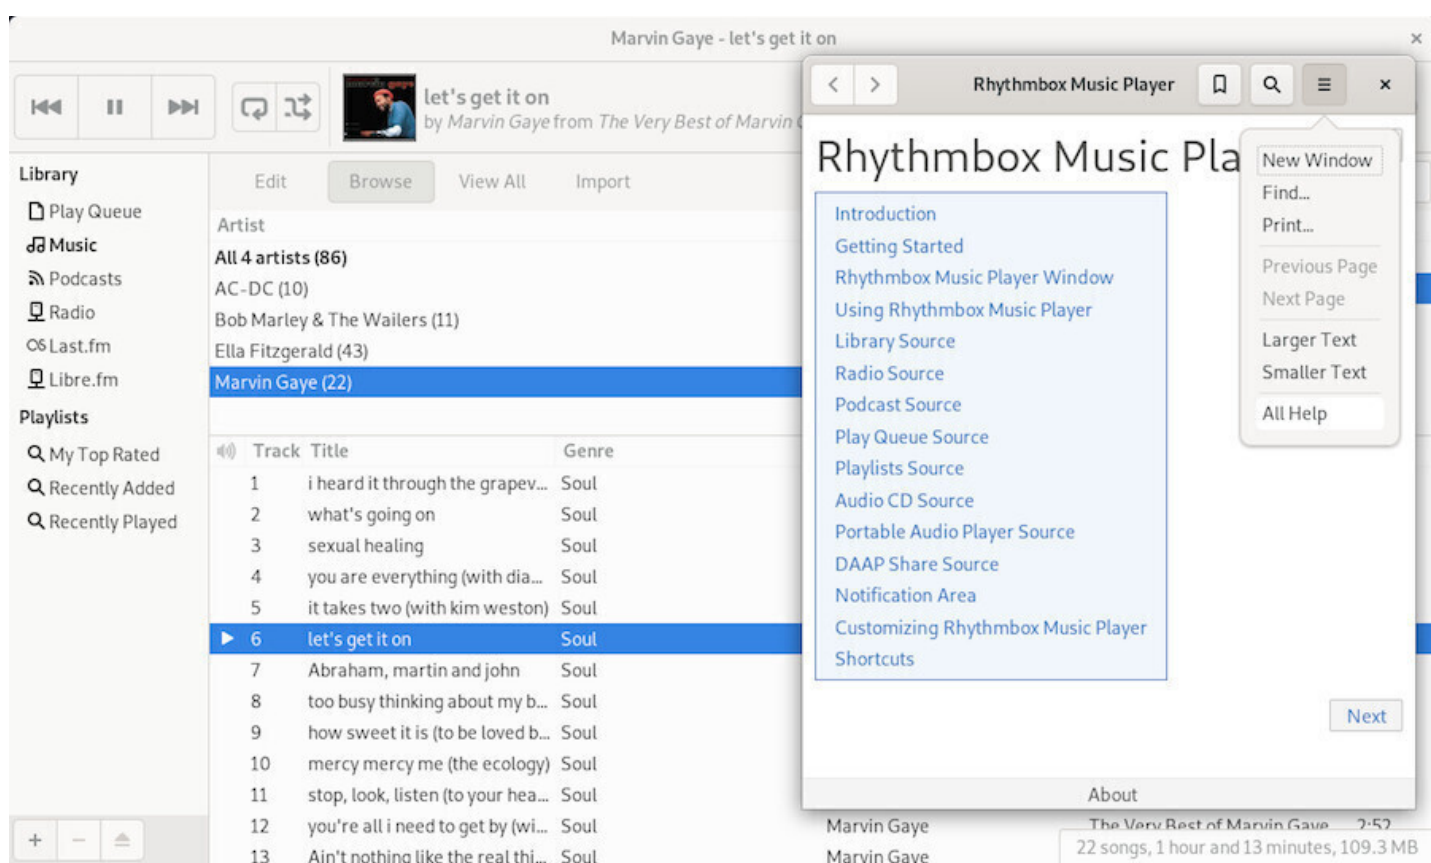 Marvin Gaye - let's get it on
let's get it on
by Marvin Gaye from The Very Best of Marvin
Library
Play Queue
Music
Podcasts
Radio
Last.fm
Libre.fm
Playlists
My Top Rated
Recently Added
Recently Played
Edit Browse View All Import
Artist
All 4 artists (86)
AC-DC (10)
Bob Marley & The Wailers (11)
Ella Fitzgerald (43)
Marvin Gaye (22)
Track Title Genre
1 i heard it through the grapev... Soul
2 what's going on Soul
3 sexual healing Soul
4 you are everything (with dia... Soul
5 it takes two (with kim weston) Soul
6 let's get it on Soul
7 Abraham, martin and john Soul
8 too busy thinking about my b... Soul
9 how sweet it is (to be loved b... Soul
10 mercy mercy me (the ecology) Soul
11 stop, look, listen (to your hea... Soul
12 you're all i need to get by (wi... Soul Marvin Gaye The Very Best of Marvin Gaye 2:52
13 Ain't nothing like the real thi... Soul Marvin Gaye
22 songs, 1 hour and 13 minutes, 109.3 MB
Rhythmbox Music Player
Rhythmbox Music Pla
Introduction
Getting Started
Rhythmbox Music Player Window
Using Rhythmbox Music Player
Library Source
Radio Source
Podcast Source
Play Queue Source
Playlists Source
Audio CD Source
Portable Audio Player Source
DAAP Share Source
Notification Area
Customizing Rhythmbox Music Player
Shortcuts
Next
About
New Window
Find...
Print...
Previous Page
Next Page
Larger Text
Smaller Text
All Help